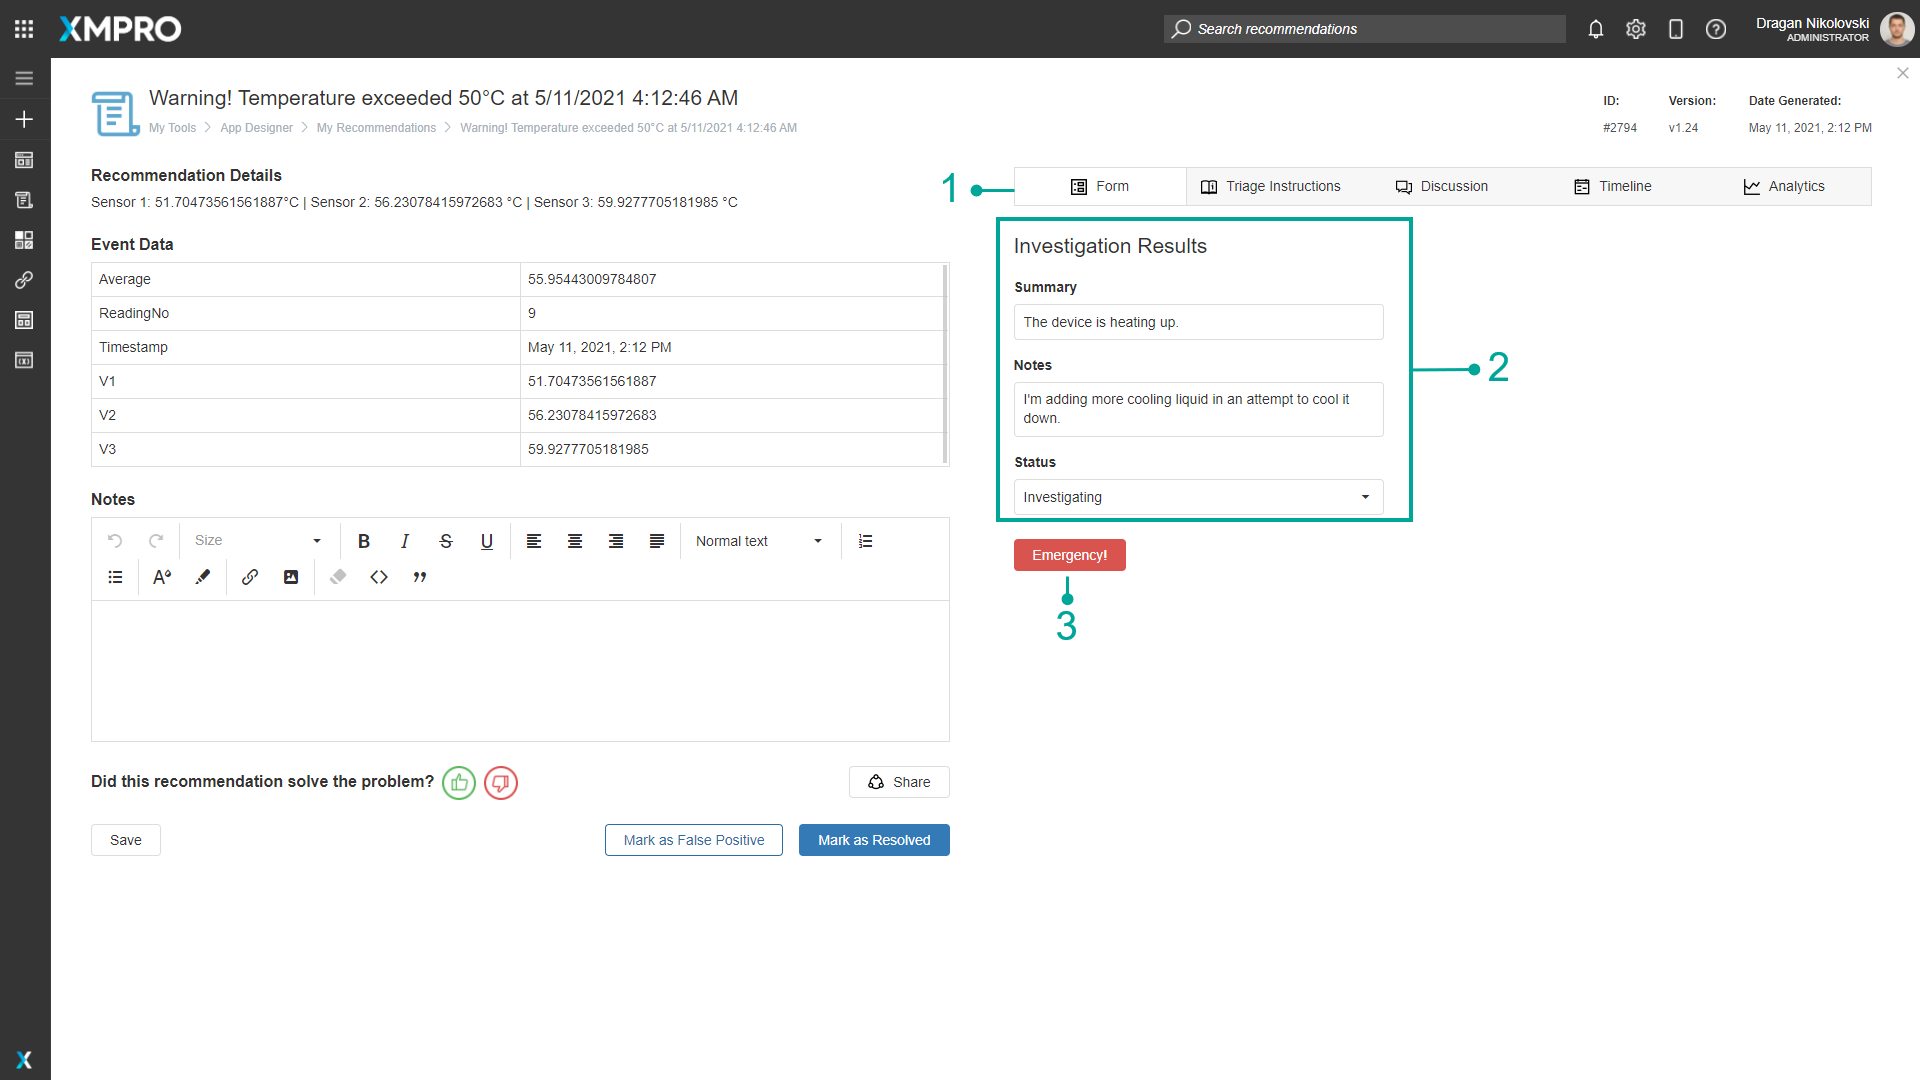 XMPRO
Search recommendations
Dragan Nikolovski
ADMINISTRATOR
Warning! Temperature exceeded 50°C at 5/11/2021 4:12:46 AM
My Tools > App Designer > My Recommendations > Warning! Temperature exceeded 50°C at 5/11/2021 4:12:46 AM
ID: Version: Date Generated:
#2794 v1.24 May 11, 2021, 2:12 PM
Recommendation Details
Sensor 1: 51.70473561561887°C | Sensor 2: 56.23078415972683 °C | Sensor 3: 59.9277705181985 °C
Event Data
Average 55.95443009784807
ReadingNo 9
Timestamp May 11, 2021, 2:12 PM
V1 51.70473561561887
V2 56.23078415972683
V3 59.9277705181985
Notes
Size B I S U Normal text
Did this recommendation solve the problem?
Share
Save Mark as False Positive Mark as Resolved
1
Form Triage Instructions Discussion Timeline Analytics
Investigation Results
Summary
The device is heating up.
Notes
I'm adding more cooling liquid in an attempt to cool it
down.
Status
Investigating
2
Emergency!
3